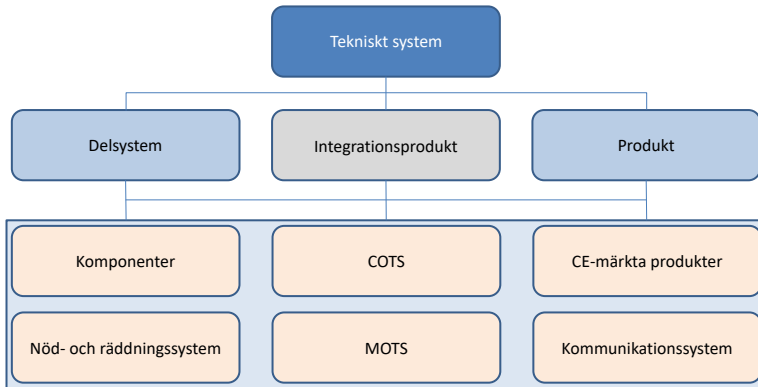 Tekniskt system
Delsystem
Integrationsprodukt
Produkt
Komponenter
COTS
CE-märkta produkter
Nöd- och räddningssystem
MOTS
Kommunikationssystem